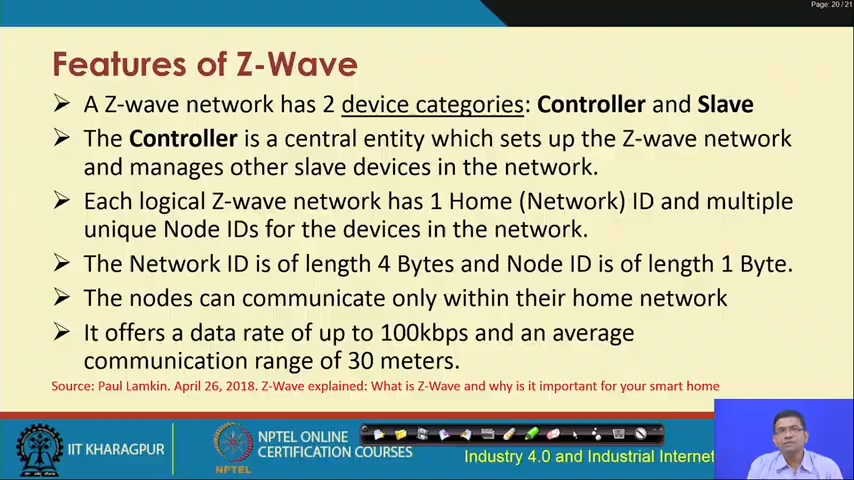 Page: 20 / 21
Features of Z-Wave
➢ A Z-wave network has 2 device categories: Controller and Slave
➢ The Controller is a central entity which sets up the Z-wave network
and manages other slave devices in the network.
➢ Each logical Z-wave network has 1 Home (Network) ID and multiple
unique Node IDs for the devices in the network.
➢ The Network ID is of length 4 Bytes and Node ID is of length 1 Byte.
➢ The nodes can communicate only within their home network
➢ It offers a data rate of up to 100kbps and an average
communication range of 30 meters.
Source: Paul Lamkin. April 26, 2018. Z-Wave explained: What is Z-Wave and why is it important for your smart home
IIT KHARAGPUR
NPTEL
NPTEL ONLINE
CERTIFICATION COURSES
Industry 4.0 and Industrial Internet